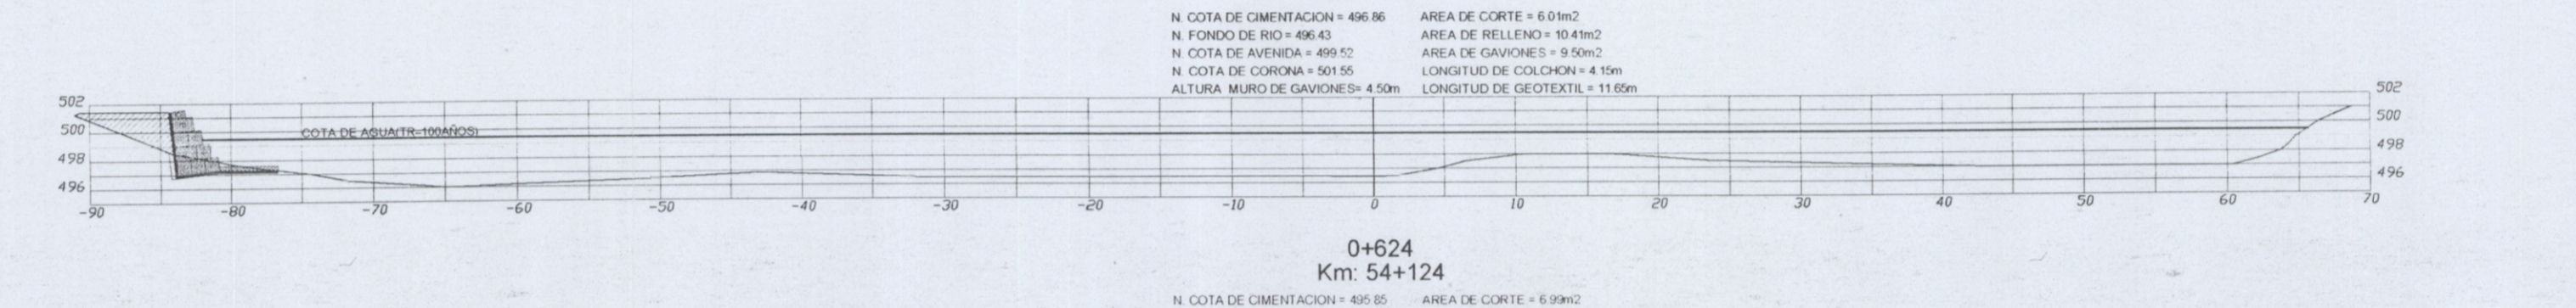 N. COTA DE CIMENTACION = 496.86 AREA DE CORTE = 6.01m2
N. FONDO DE RIO = 496.43 AREA DE RELLENO = 10.41m2
N. COTA DE AVENIDA = 499.52 AREA DE GAVIONES = 9.50m2
N. COTA DE CORONA = 501.55 LONGITUD DE COLCHON = 4.15m
ALTURA MURO DE GAVIONES= 4.50m LONGITUD DE GEOTEXTIL = 11.65m
502 502
500 COTA DE AGUA(TR=100AÑOS) 500
498 498
496 496
-90 -80 -70 -60 -50 -40 -30 -20 -10 0 10 20 30 40 50 60 70
0+624
Km: 54+124
N. COTA DE CIMENTACION = 495.85 AREA DE CORTE = 6.99m2